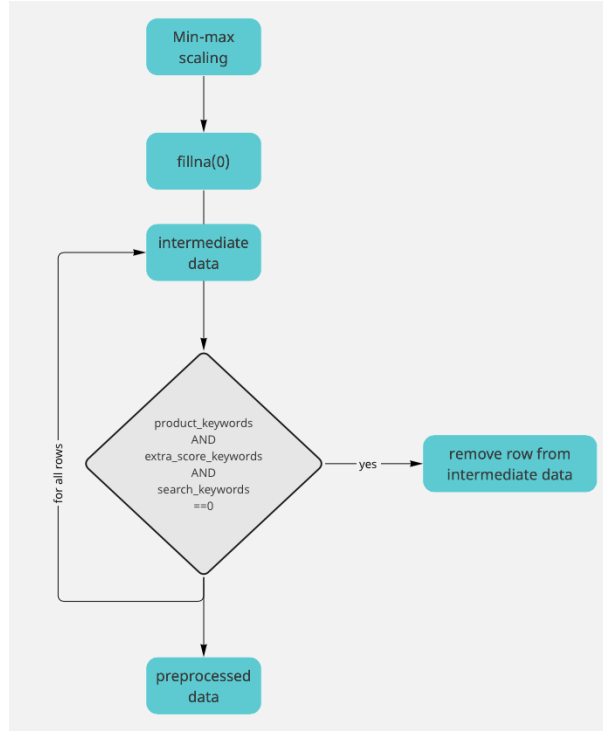 Min-max
scaling
fillna(0)
intermediate
data
product_keywords
AND
extra_score_keywords
AND
search_keywords
==0
yes
remove row from
intermediate data
for all rows
preprocessed
data